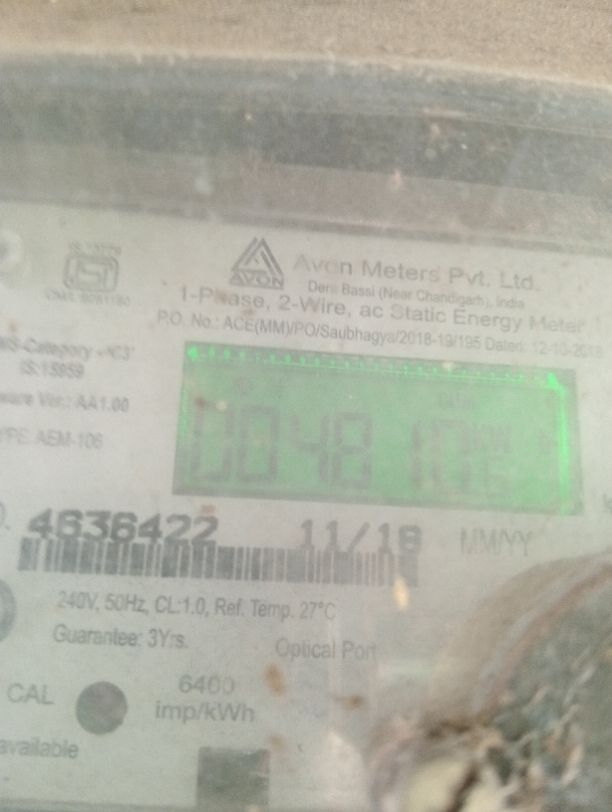 AVON
Avon Meters Pvt. Ltd.
Dera Bassi (Near Chandigarh), India
1-Phase, 2-Wire, ac Static Energy Meter
P.O. No.: ACE(MM)/PO/Saubhagya/2018-19/195 Dated: 12-10-2018
IS:15959
Ver.: AA1.00
AEM-106
4636422 11/18 MM/YY
240V, 50Hz, CL:1.0, Ref. Temp. 27°C
Guarantee: 3Yrs.
Optical Port
CAL
6400
imp/kWh
available